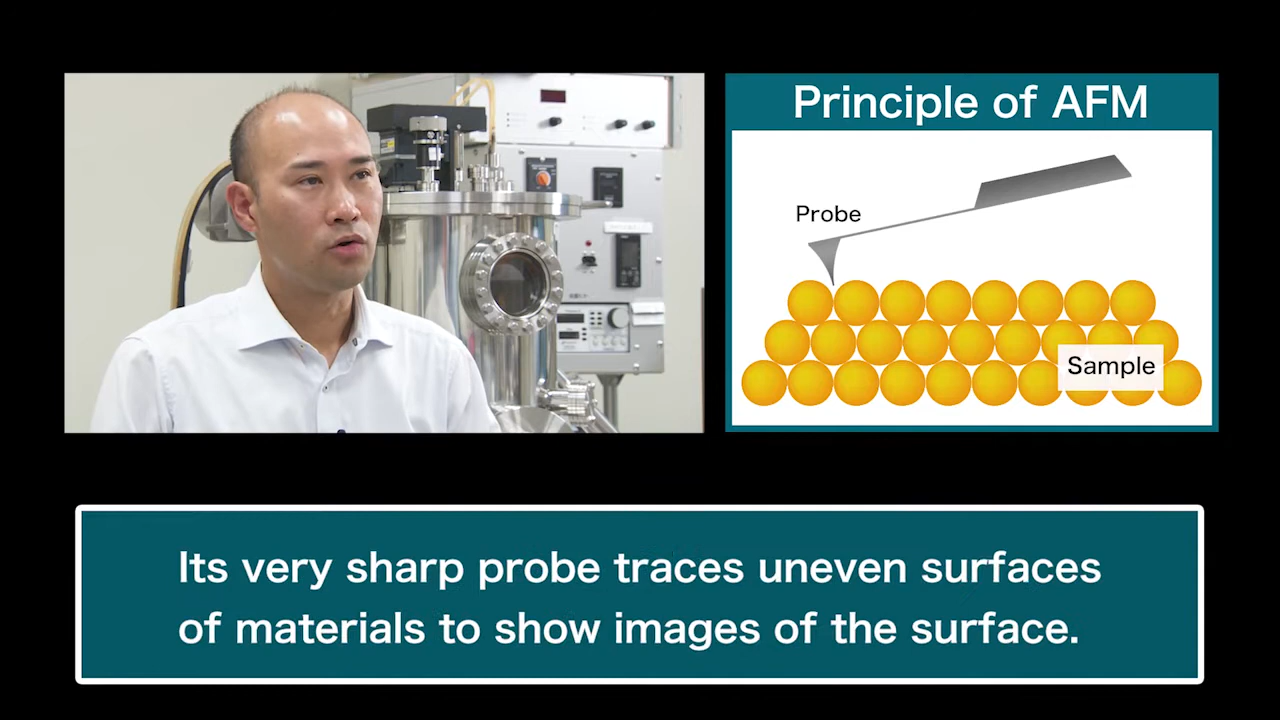 Principle of AFM
Probe
Sample
Its very sharp probe traces uneven surfaces
of materials to show images of the surface.